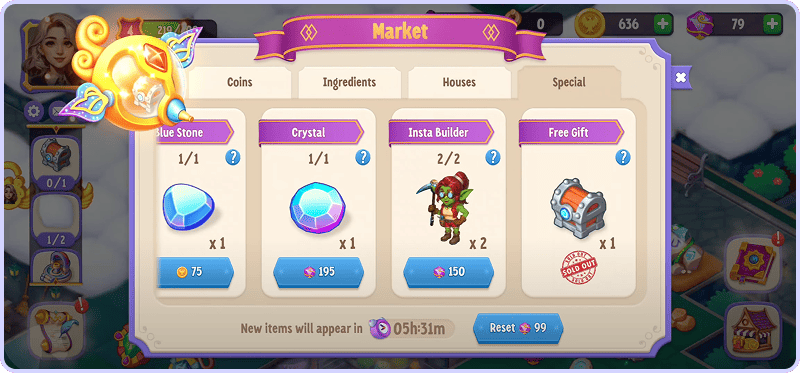 4
219/
0
636
79
Market
Coins
Ingredients
Houses
Special
Blue Stone
Crystal
Insta Builder
Free Gift
1/1
1/1
2/2
?
?
?
?
x 1
x 1
x 2
x 1
SOLD OUT
75
195
150
0/1
1/2
New items will appear in 05h:31m
Reset 99